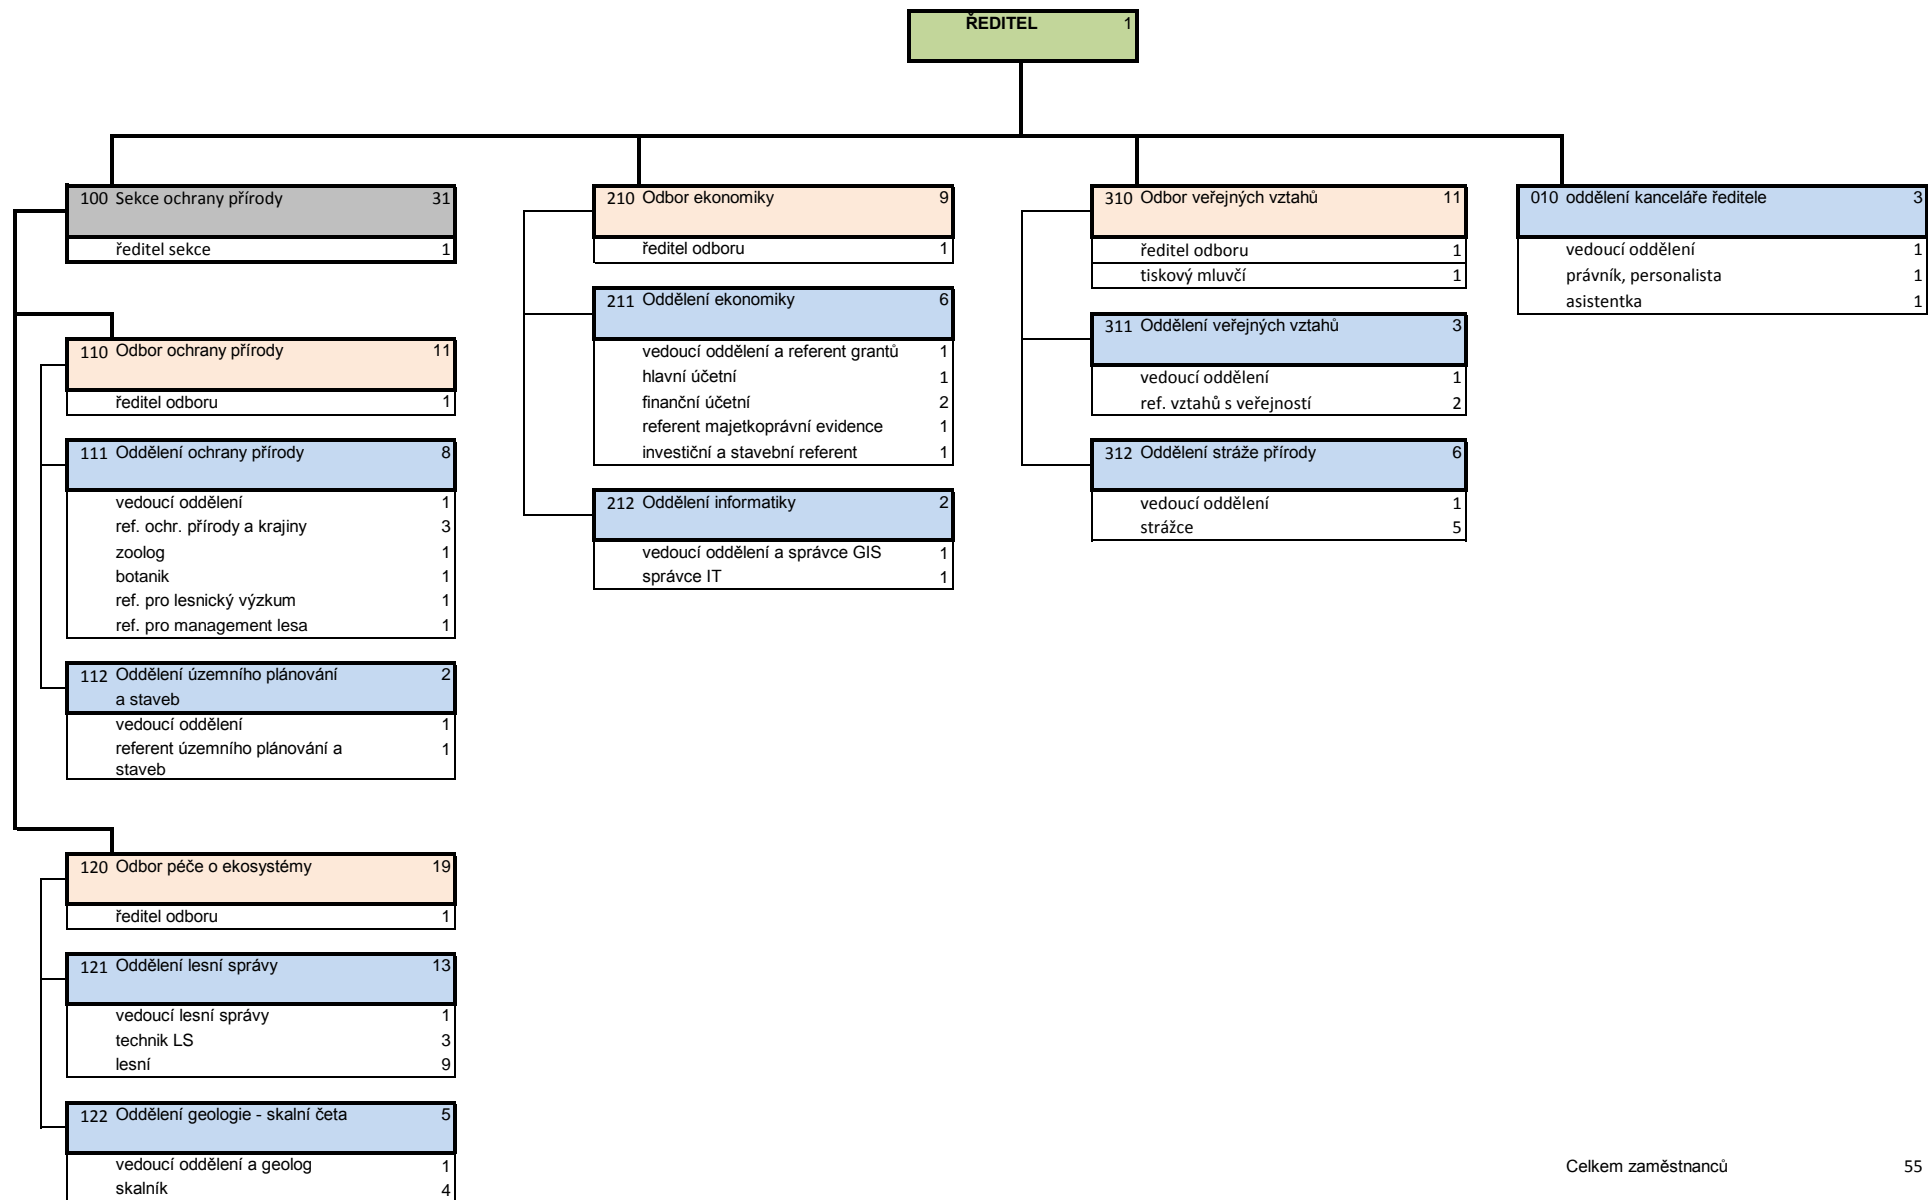 ŘEDITEL 1
100 Sekce ochrany přírody 31
ředitel sekce 1
110 Odbor ochrany přírody 11
ředitel odboru 1
111 Oddělení ochrany přírody 8
vedoucí oddělení 1
ref. ochr. přírody a krajiny 3
zoolog 1
botanik 1
ref. pro lesnický výzkum 1
ref. pro management lesa 1
112 Oddělení územního plánování 2
a staveb
vedoucí oddělení 1
referent územního plánování a 1
staveb
120 Odbor péče o ekosystémy 19
ředitel odboru 1
121 Oddělení lesní správy 13
vedoucí lesní správy 1
technik LS 3
lesní 9
122 Oddělení geologie - skalní četa 5
vedoucí oddělení a geolog 1
skalník 4
210 Odbor ekonomiky 9
ředitel odboru 1
211 Oddělení ekonomiky 6
vedoucí oddělení a referent grantů 1
hlavní účetní 1
finanční účetní 2
referent majetkoprávní evidence 1
investiční a stavební referent 1
212 Oddělení informatiky 2
vedoucí oddělení a správce GIS 1
správce IT 1
310 Odbor veřejných vztahů 11
ředitel odboru 1
tiskový mluvčí 1
311 Oddělení veřejných vztahů 3
vedoucí oddělení 1
ref. vztahů s veřejností 2
312 Oddělení stráže přírody 6
vedoucí oddělení 1
strážce 5
010 oddělení kanceláře ředitele 3
vedoucí oddělení 1
právník, personalista 1
asistentka 1
Celkem zaměstnanců 55